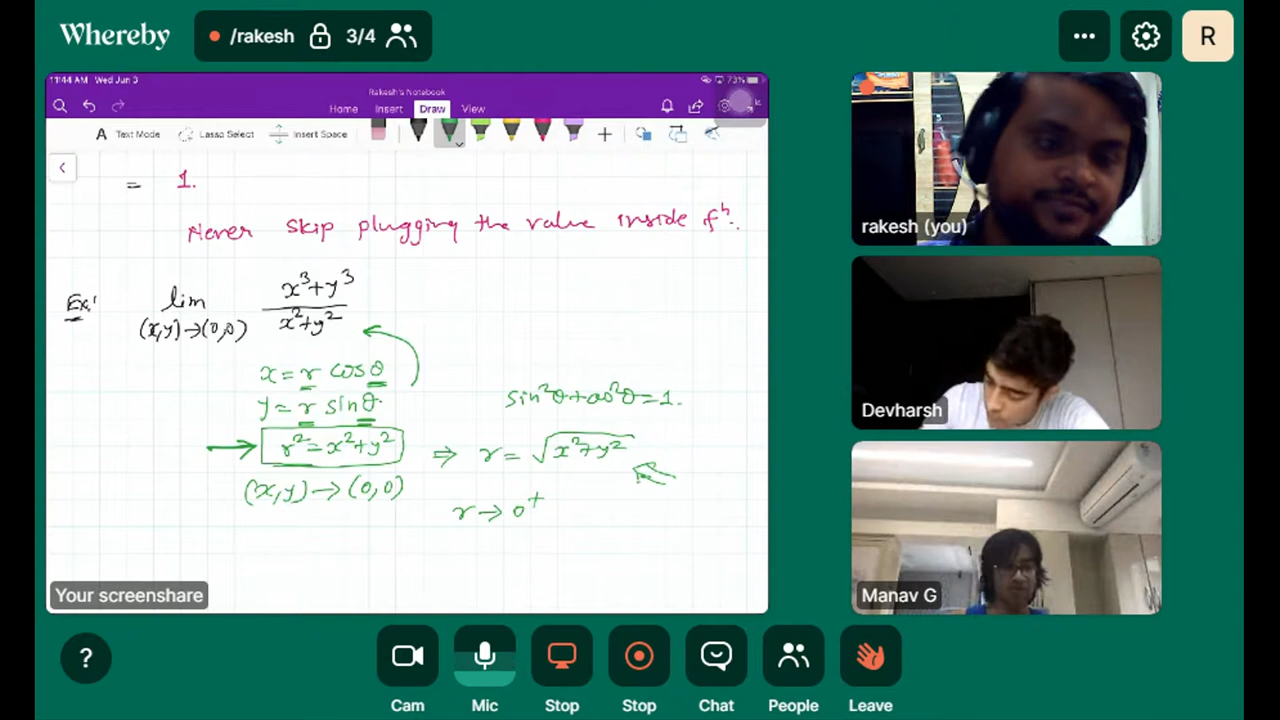 Whereby
/rakesh 3/4
R
11:44 AM Wed Jun 3
73%
Rakesh's Notebook
Home Insert Draw View
A Text Mode Lasso Select Insert Space
= 1.
Never skip plugging the value inside fⁿ.
Ex:
lim (x,y)→(0,0) x³+y³ / x²+y²
x = r cosθ
y = r sinθ
sin²θ+cos²θ=1.
r² = x²+y² ⇒ r = √x²+y²
(x,y)→(0,0)
r→0⁺
Your screenshare
rakesh (you)
Devharsh
Manav G
?
Cam Mic Stop Stop Chat People Leave